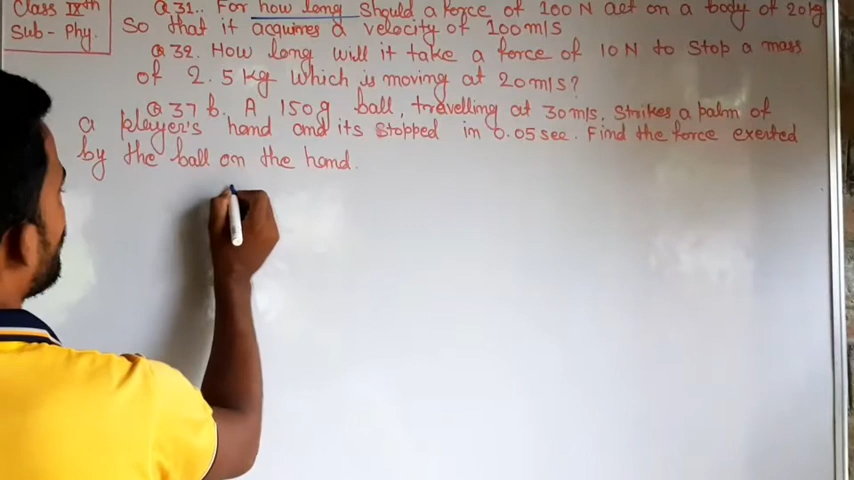 Class IXth
Sub - Phy.
Q 31.. For how long should a force of 100 N act on a body of 20kg
so that it acquires a velocity of 100m/s
Q 32. How long will it take a force of 10 N to stop a mass
of 2.5 kg which is moving at 20m/s?
Q 37 b. A 150g ball, travelling at 30m/s, strikes a palm of
a player's hand and its stopped in 0.05 sec. Find the force exerted
by the ball on the hand.